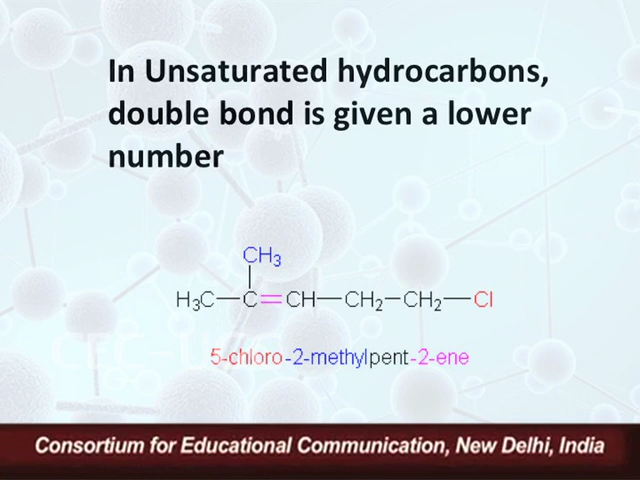 In Unsaturated hydrocarbons,
double bond is given a lower
number
CH₃
H₃C—C=CH—CH₂—CH₂—Cl
5-chloro-2-methylpent-2-ene
Consortium for Educational Communication, New Delhi, India